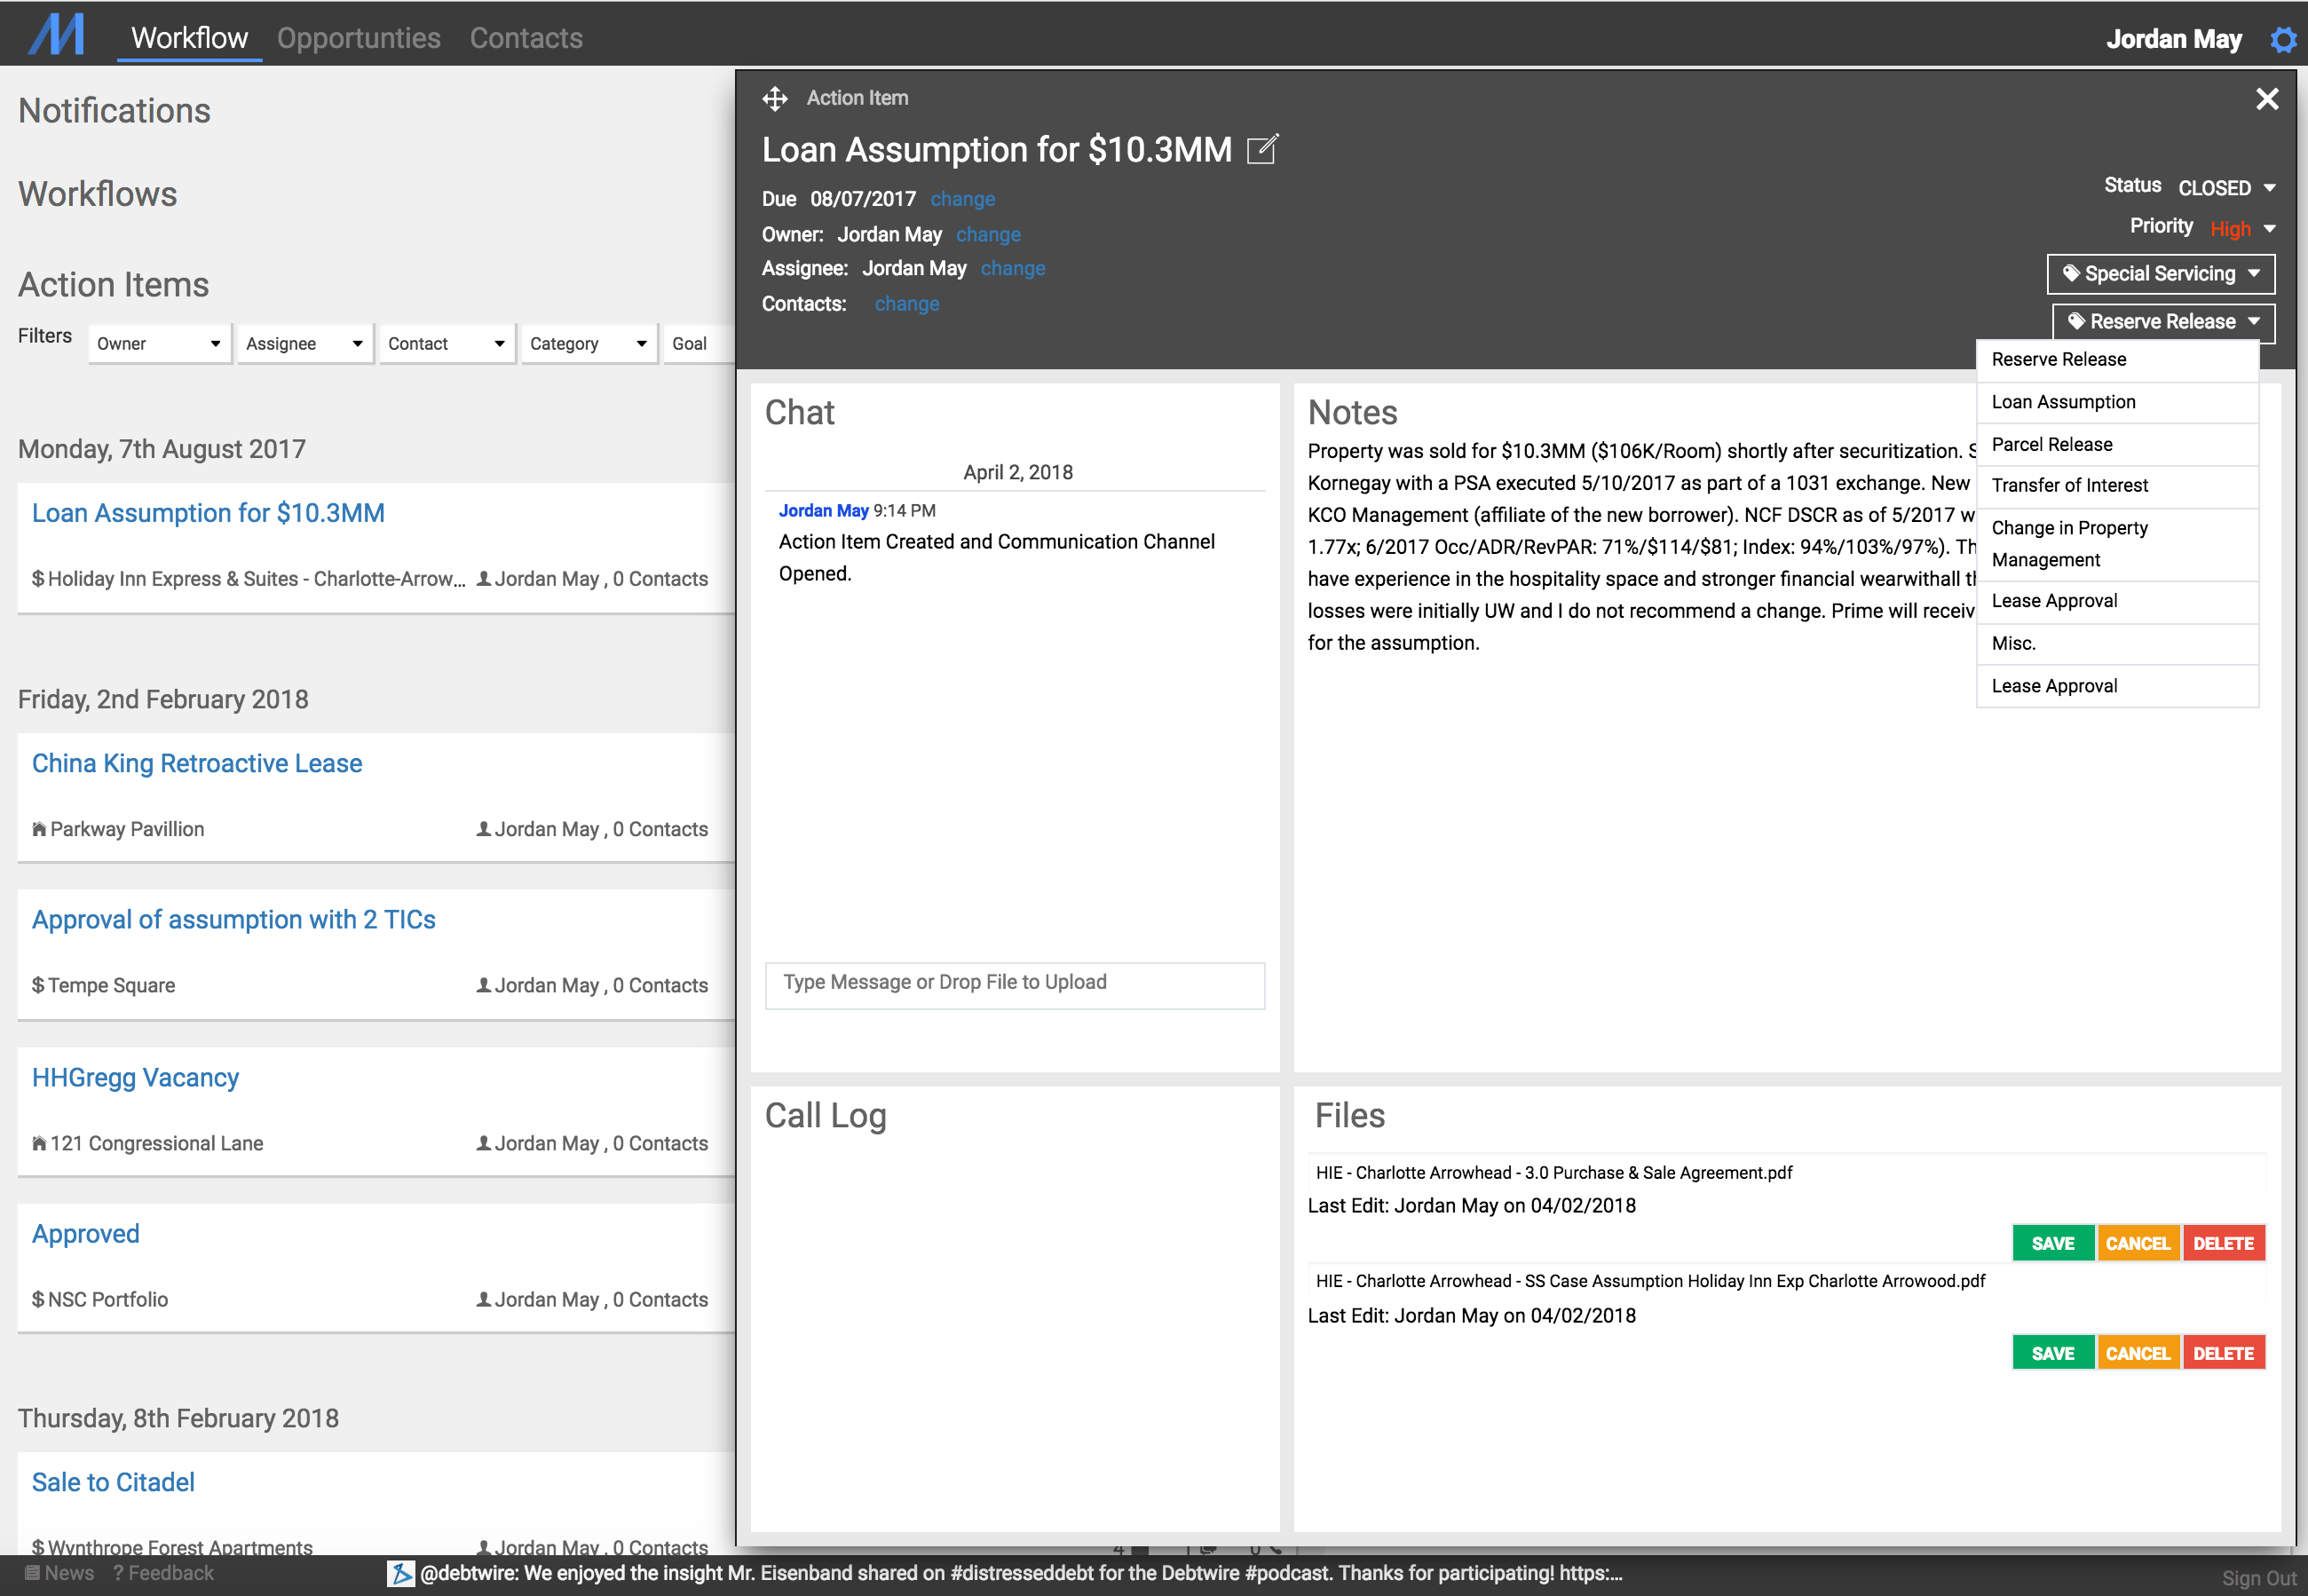 Workflow Opportunties Contacts
Jordan May
Notifications
Workflows
Action Items
Filters Owner Assignee Contact Category Goal
Monday, 7th August 2017
Loan Assumption for $10.3MM
Holiday Inn Express & Suites - Charlotte-Arrow... Jordan May , 0 Contacts
Friday, 2nd February 2018
China King Retroactive Lease
Parkway Pavillion Jordan May , 0 Contacts
Approval of assumption with 2 TICs
Tempe Square Jordan May , 0 Contacts
HHGregg Vacancy
121 Congressional Lane Jordan May , 0 Contacts
Approved
NSC Portfolio Jordan May , 0 Contacts
Thursday, 8th February 2018
Sale to Citadel
Wynthrope Forest Apartments Jordan May, 0 Contacts
Action Item
Loan Assumption for $10.3MM
Due 08/07/2017 change
Owner: Jordan May change
Assignee: Jordan May change
Contacts: change
Status CLOSED
Priority High
Special Servicing
Reserve Release
Reserve Release
Loan Assumption
Parcel Release
Transfer of Interest
Change in Property
Management
Lease Approval
Misc.
Lease Approval
Chat
April 2, 2018
Jordan May 9:14 PM
Action Item Created and Communication Channel
Opened.
Type Message or Drop File to Upload
Notes
Property was sold for $10.3MM ($106K/Room) shortly after securitization.
Kornegay with a PSA executed 5/10/2017 as part of a 1031 exchange. New
KCO Management (affiliate of the new borrower). NCF DSCR as of 5/2017
1.77x; 6/2017 Occ/ADR/RevPAR: 71%/$114/$81; Index: 94%/103%/97%).
have experience in the hospitality space and stronger financial wearwithall
losses were initially UW and I do not recommend a change. Prime will
for the assumption.
Call Log
Files
HIE - Charlotte Arrowhead - 3.0 Purchase & Sale Agreement.pdf
Last Edit: Jordan May on 04/02/2018
SAVE CANCEL DELETE
HIE - Charlotte Arrowhead - SS Case Assumption Holiday Inn Exp Charlotte Arrowood.pdf
Last Edit: Jordan May on 04/02/2018
SAVE CANCEL DELETE
News ? Feedback
@debtwire: We enjoyed the insight Mr. Eisenband shared on #distresseddebt for the Debtwire #podcast. Thanks for participating! https:...
Sign Out